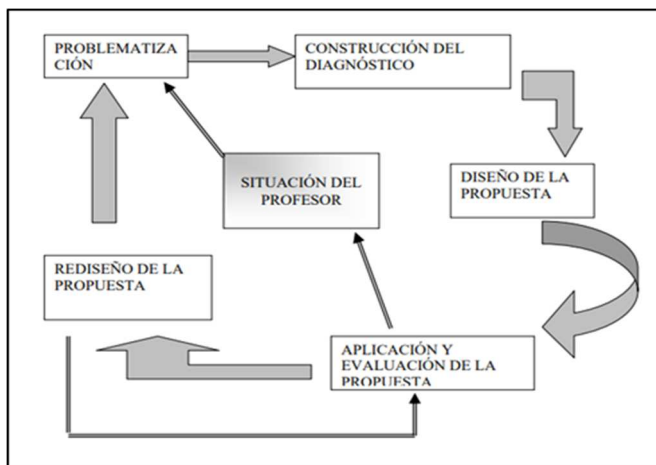 PROBLEMATIZA
CIÓN
CONSTRUCCIÓN DEL
DIAGNÓSTICO
SITUACIÓN DEL
PROFESOR
DISEÑO DE LA
PROPUESTA
REDISEÑO DE LA
PROPUESTA
APLICACIÓN Y
EVALUACIÓN DE LA
PROPUESTA